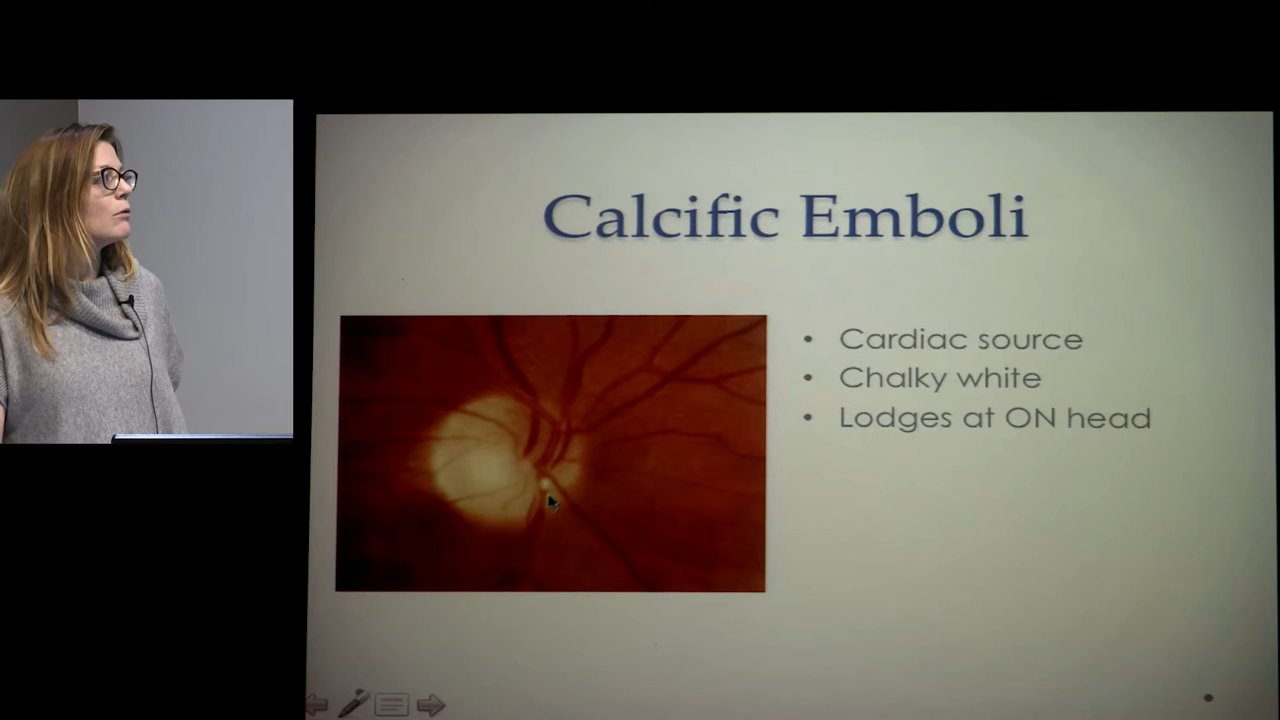 Calcific Emboli
• Cardiac source
• Chalky white
• Lodges at ON head